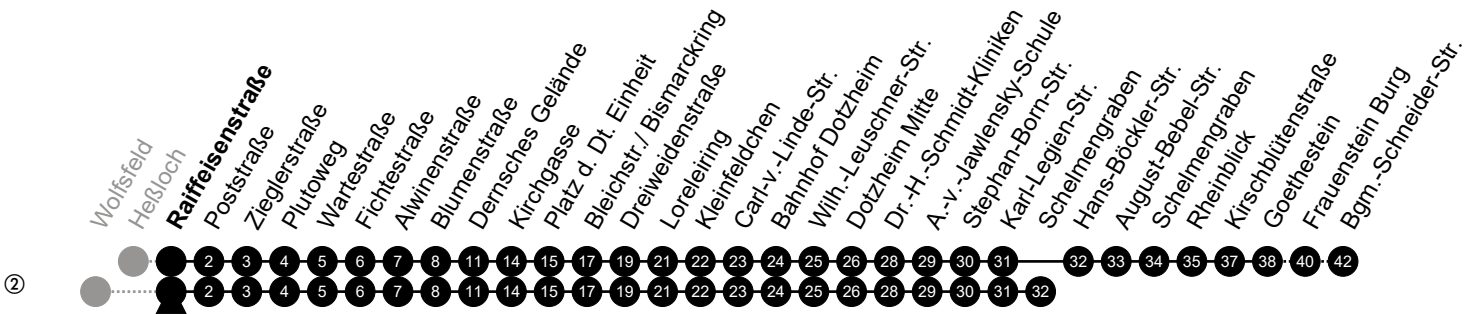 Wolfsfeld
Heßloch
Raiffeisenstraße
Poststraße
Zieglerstraße
Plutoweg
Wartestraße
Fichtestraße
Alwinenstraße
Blumenstraße
Dernsches Gelände
Kirchgasse
Platz d. Dt. Einheit
Bleichstr./ Bismarckring
Dreiweidenstraße
Loreleiring
Kleinfeldchen
Carl-v.-Linde-Str.
Bahnhof Dotzheim
Wilh.-Leuschner-Str.
Dotzheim Mitte
Dr.-H.-Schmidt-Kliniken
A.-v.-Jawlensky-Schule
Stephan-Born-Str.
Karl-Legien-Str.
Schelmengraben
Hans-Böckler-Str.
August-Bebel-Str.
Schelmengraben
Rheinblick
Kirschblütenstraße
Goethestein
Frauenstein Burg
Bgm.-Schneider-Str.
2 3 4 5 6 7 8 11 14 15 17 19 21 22 23 24 25 26 28 29 30 31 32 33 34 35 37 38 40 42
② 2 3 4 5 6 7 8 11 14 15 17 19 21 22 23 24 25 26 28 29 30 31 32